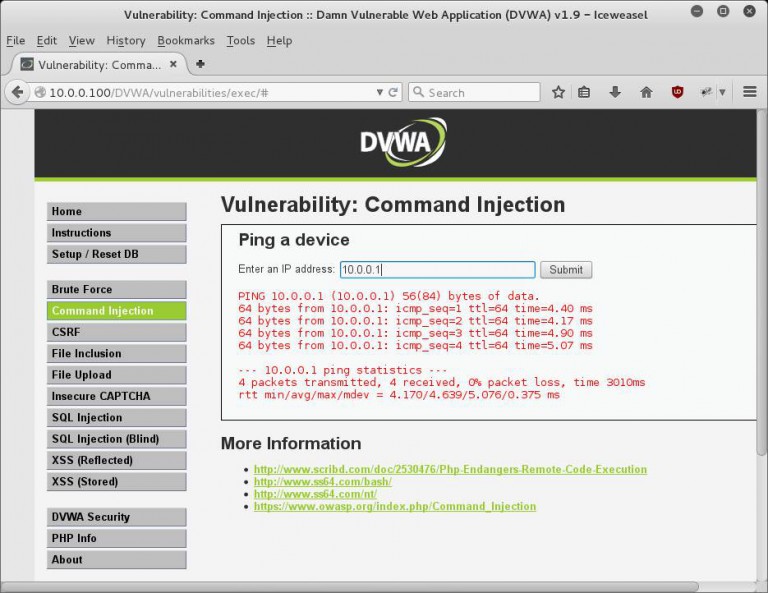 Vulnerability: Command Injection :: Damn Vulnerable Web Application (DVWA) v1.9 – Iceweasel
File Edit View History Bookmarks Tools Help
Vulnerability: Comma...
10.0.0.100/DVWA/vulnerabilities/exec/#
Search
DVWA
Home
Instructions
Setup / Reset DB
Brute Force
Command Injection
CSRF
File Inclusion
File Upload
Insecure CAPTCHA
SQL Injection
SQL Injection (Blind)
XSS (Reflected)
XSS (Stored)
DVWA Security
PHP Info
About
Vulnerability: Command Injection
Ping a device
Enter an IP address: 10.0.0.1 Submit
PING 10.0.0.1 (10.0.0.1) 56(84) bytes of data.
64 bytes from 10.0.0.1: icmp_seq=1 ttl=64 time=4.40 ms
64 bytes from 10.0.0.1: icmp_seq=2 ttl=64 time=4.17 ms
64 bytes from 10.0.0.1: icmp_seq=3 ttl=64 time=4.90 ms
64 bytes from 10.0.0.1: icmp_seq=4 ttl=64 time=5.07 ms
--- 10.0.0.1 ping statistics ---
4 packets transmitted, 4 received, 0% packet loss, time 3010ms
rtt min/avg/max/mdev = 4.170/4.639/5.076/0.375 ms
More Information
http://www.scribd.com/doc/2530476/Php-Endangers-Remote-Code-Execution
http://www.ss64.com/bash/
http://www.ss64.com/nt/
https://www.owasp.org/index.php/Command_Injection